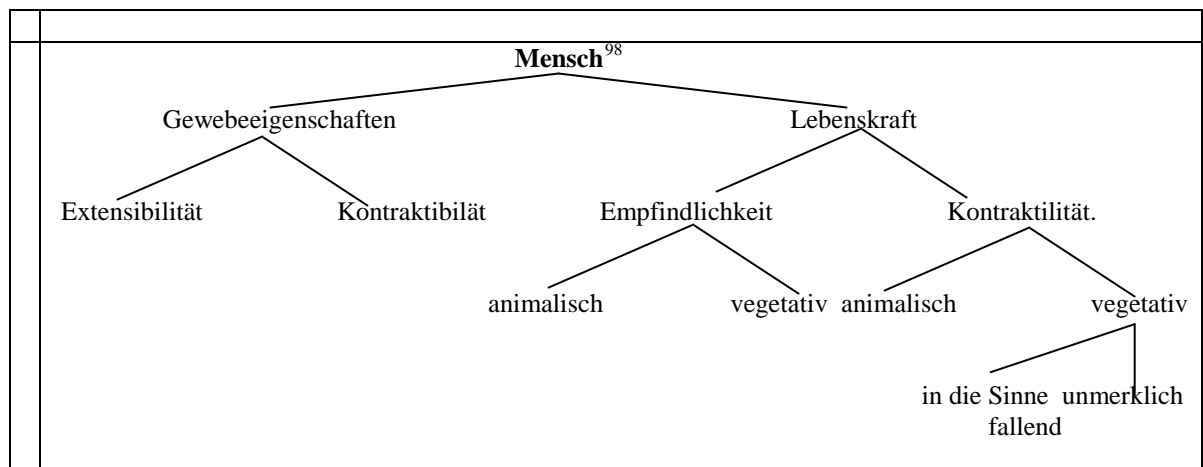 Mensch98
Gewebeeigenschaften Lebenskraft
Extensibilität Kontraktibilät Empfindlichkeit Kontraktilität.
animalisch vegetativ animalisch vegetativ
in die Sinne unmerklich
fallend